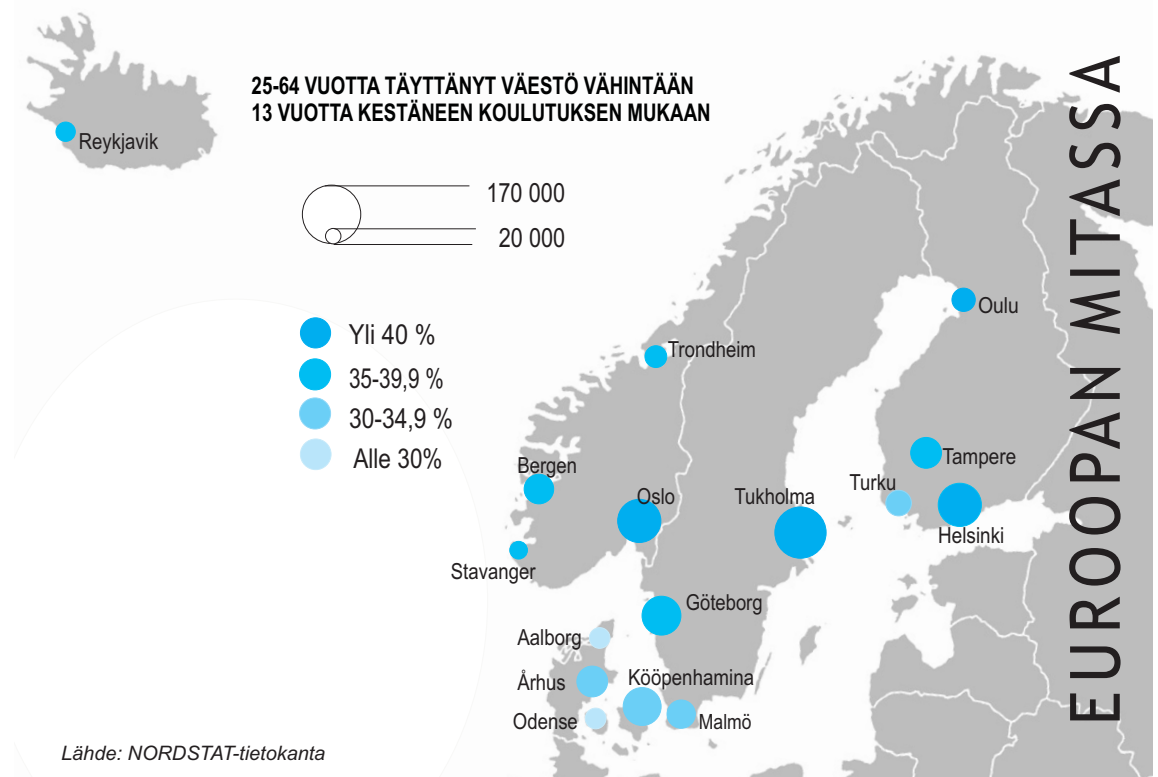 25-64 VUOTTA TÄYTTÄNYT VÄESTÖ VÄHINTÄÄN
13 VUOTTA KESTÄNEEN KOULUTUKSEN MUKAAN
Reykjavik
170 000
20 000
Yli 40 %
35-39,9 %
30-34,9 %
Alle 30%
Oulu
Trondheim
Bergen
Oslo
Tukholma
Turku
Tampere
Helsinki
Stavanger
Göteborg
Aalborg
Århus
Kööpenhamina
Odense
Malmö
Lähde: NORDSTAT-tietokanta
EUROOPAN MITASSA